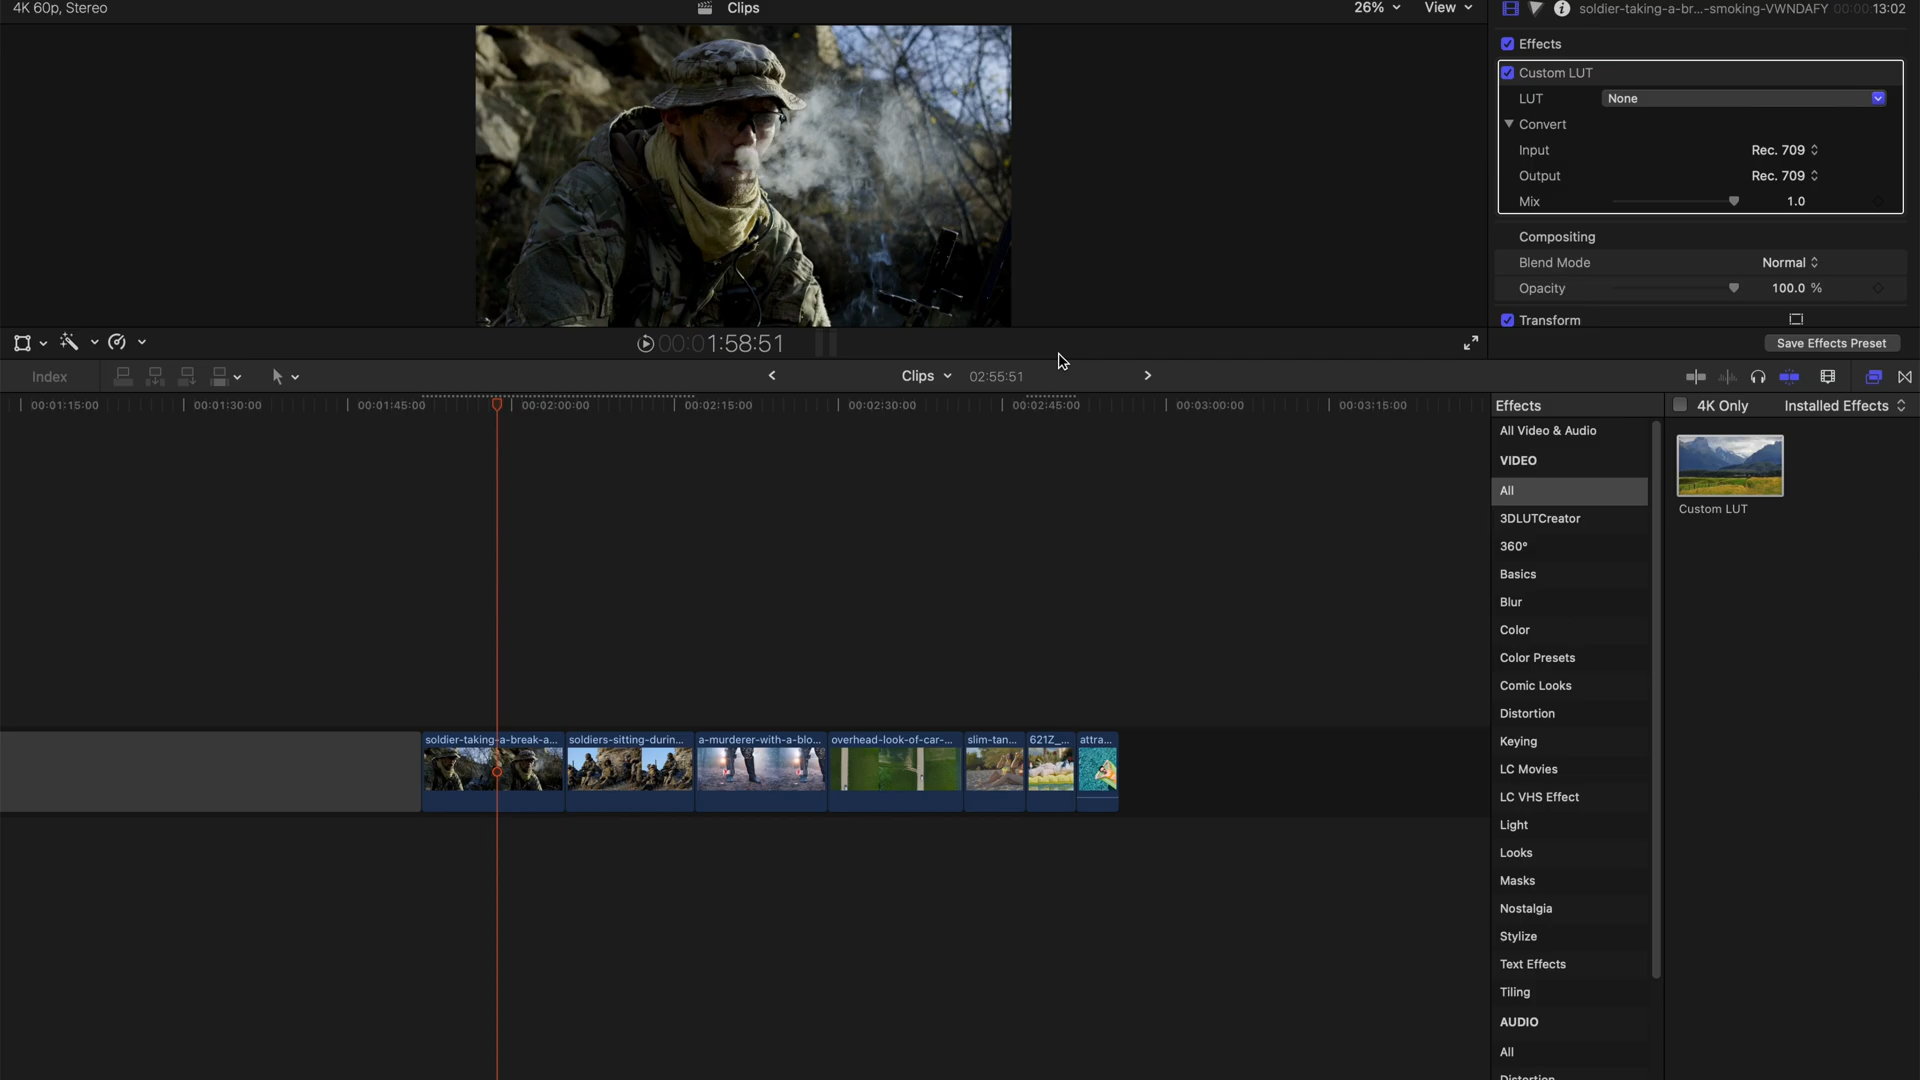 4K 60p, Stereo
Clips
26%
View
soldier-taking-a-br...-smoking-VWNDAFY
00:00:13:02
Effects
Custom LUT
LUT
None
Convert
Input
Rec. 709
Output
Rec. 709
Mix
1.0
Compositing
Blend Mode
Normal
Opacity
100.0 %
Transform
00:01:58:51
Save Effects Preset
Index
Clips
02:55:51
00:01:15:00
00:01:30:00
00:01:45:00
00:02:00:00
00:02:15:00
00:02:30:00
00:02:45:00
00:03:00:00
00:03:15:00
Effects
4K Only
Installed Effects
All Video & Audio
VIDEO
All
3DLUTCreator
360°
Basics
Blur
Color
Color Presets
Comic Looks
Distortion
Keying
LC Movies
LC VHS Effect
Light
Looks
Masks
Nostalgia
Stylize
Text Effects
Tiling
AUDIO
All
Distortion
Custom LUT
soldier-taking-a-break-a...
soldiers-sitting-durin...
a-murderer-with-a-blo...
overhead-look-of-car-...
slim-tan...
621Z_...
attra...